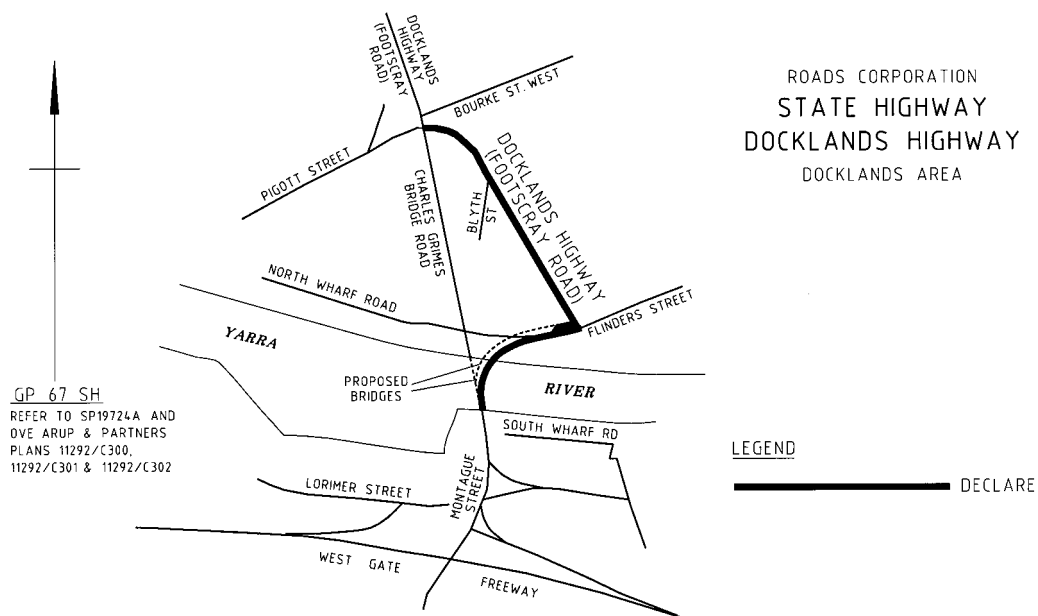 DOCKLANDS
HIGHWAY
(FOOTSCRAY
ROAD)
BOURKE ST. WEST
ROADS CORPORATION
STATE HIGHWAY
DOCKLANDS HIGHWAY
DOCKLANDS AREA
PIGOTT STREET
CHARLES GRIMES
BRIDGE ROAD
BLYTH
ST
DOCKLANDS HIGHWAY
(FOOTSCRAY ROAD)
NORTH WHARF ROAD
FLINDERS STREET
YARRA
RIVER
PROPOSED
BRIDGES
GP 67 SH
REFER TO SP19724A AND
OVE ARUP & PARTNERS
PLANS 11292/C300,
11292/C301 & 11292/C302
SOUTH WHARF RD
LEGEND
DECLARE
LORIMER STREET
MONTAGUE
STREET
WEST GATE
FREEWAY